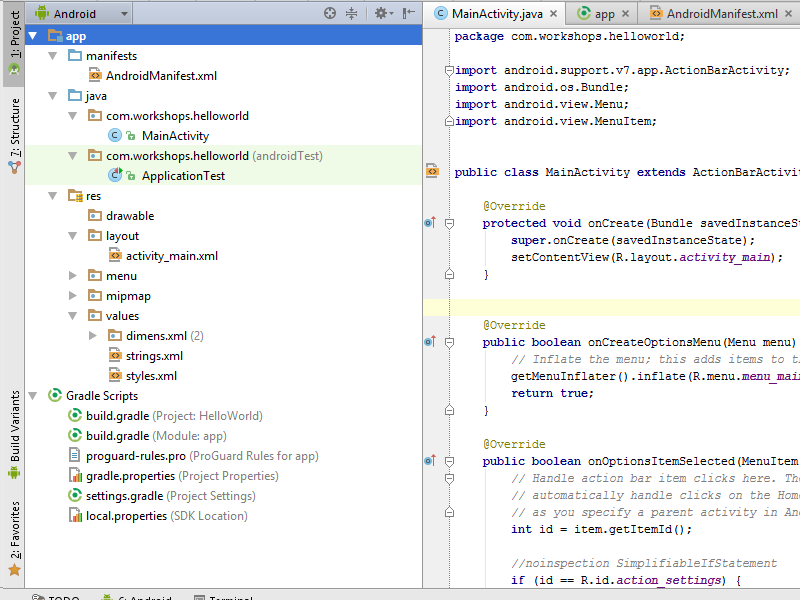 Android
MainActivity.java
app
AndroidManifest.xml
1: Project
7: Structure
Build Variants
2: Favorites
app
manifests
AndroidManifest.xml
java
com.workshops.helloworld
MainActivity
com.workshops.helloworld (androidTest)
ApplicationTest
res
drawable
layout
activity_main.xml
menu
mipmap
values
dimens.xml (2)
strings.xml
styles.xml
Gradle Scripts
build.gradle (Project: HelloWorld)
build.gradle (Module: app)
proguard-rules.pro (ProGuard Rules for app)
gradle.properties (Project Properties)
settings.gradle (Project Settings)
local.properties (SDK Location)
package com.workshops.helloworld;
import android.support.v7.app.ActionBarActivity;
import android.os.Bundle;
import android.view.Menu;
import android.view.MenuItem;
public class MainActivity extends ActionBarActivi
@Override
protected void onCreate(Bundle savedInstanceS
super.onCreate(savedInstanceState);
setContentView(R.layout.activity_main);
}
@Override
public boolean onCreateOptionsMenu(Menu menu)
// Inflate the menu; this adds items to t
getMenuInflater().inflate(R.menu.menu_mai
return true;
}
@Override
public boolean onOptionsItemSelected(MenuItem
// Handle action bar item clicks here. The
// automatically handle clicks on the Hom
// as you specify a parent activity in An
int id = item.getItemId();
//noinspection SimplifiableIfStatement
if (id == R.id.action_settings) {
TODO
6: Android
Terminal